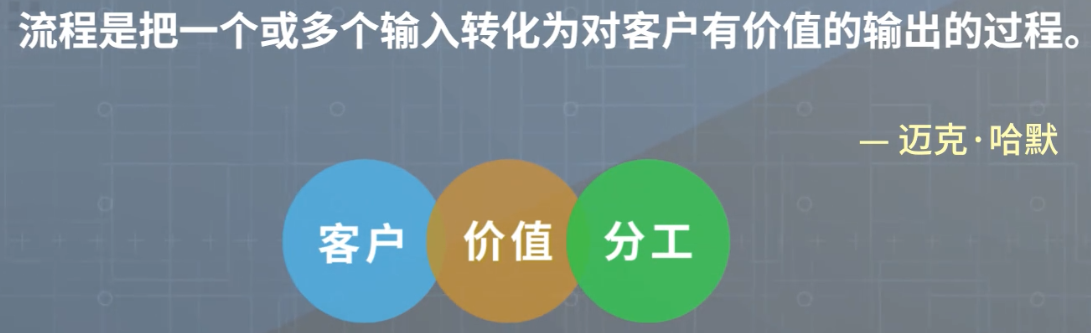 流程是把一个或多个输入转化为对客户有价值的输出的过程。
— 迈克·哈默
客户 价值 分工